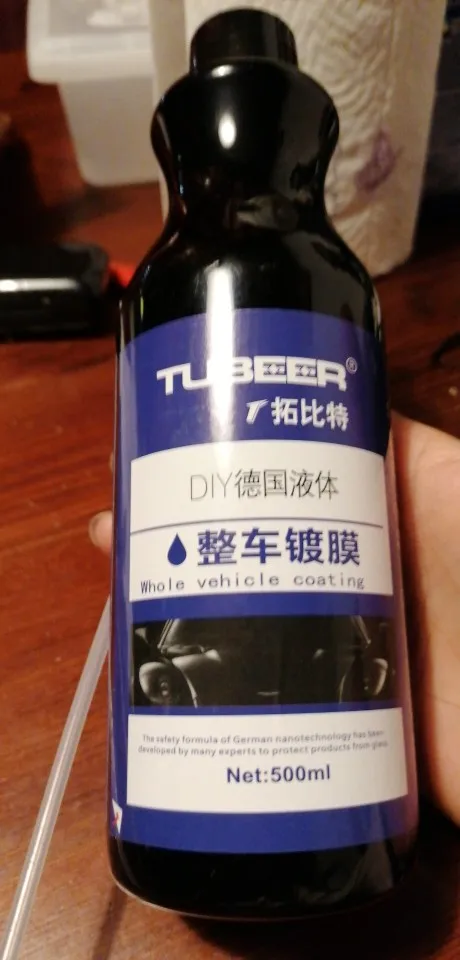 TUBEER®
T拓比特
DIY德国液体
整车镀膜
Whole vehicle coating
The safety formula of German nanotechnology has been
developed by many experts to protect products from glass
Net:500ml